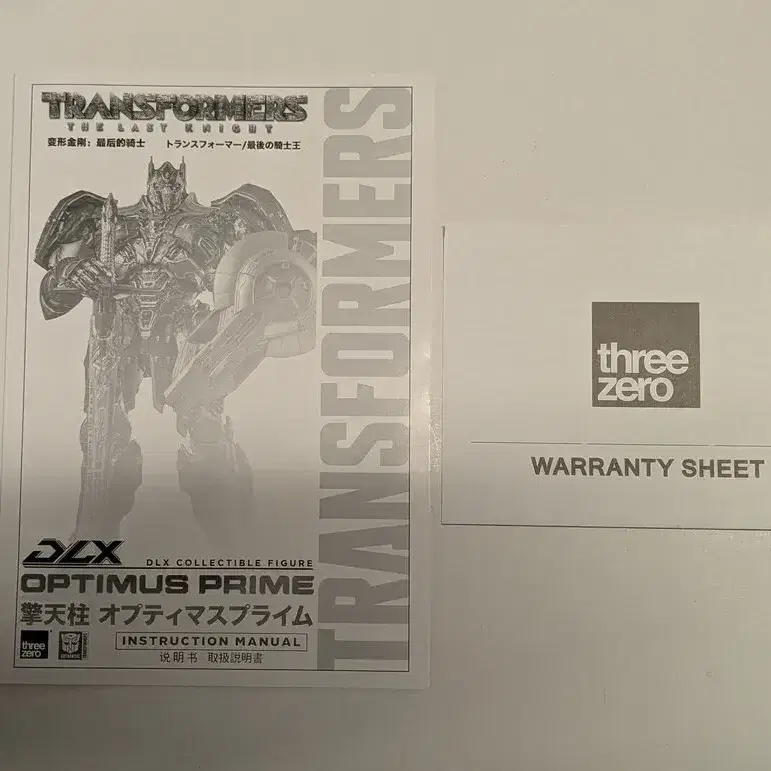 TRANSFORMERS
THE LAST KNIGHT
变形金刚：最后的骑士 トランスフォーマー/最後の騎士王
TRANSFORMERS
DLX
DLX COLLECTIBLE FIGURE
OPTIMUS PRIME
擎天柱 オプティマスプライム
INSTRUCTION MANUAL
说明书 取扱説明書
three
zero
three
zero
WARRANTY SHEET